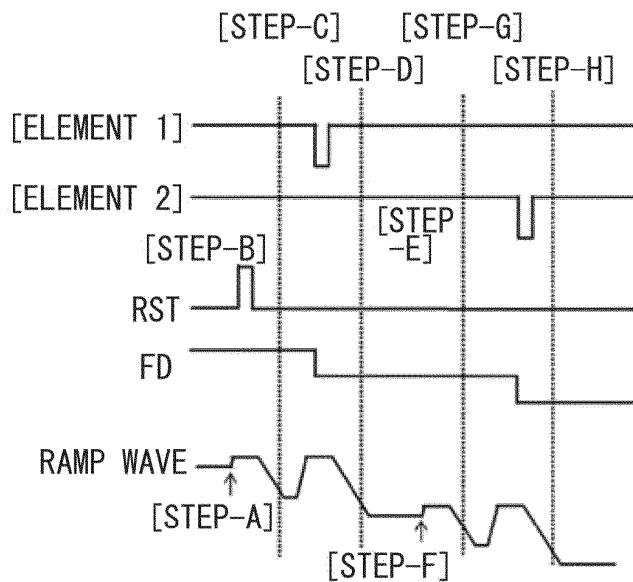 [STEP-C]
[STEP-G]
[STEP-D]
[STEP-H]
[ELEMENT 1]
[ELEMENT 2]
[STEP
-E]
[STEP-B]
RST
FD
RAMP WAVE
[STEP-A]
[STEP-F]